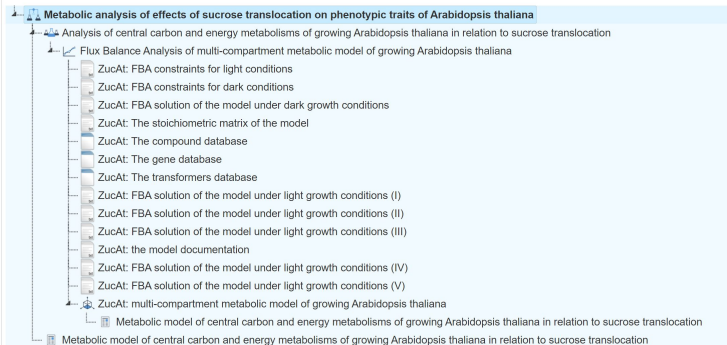 Metabolic analysis of effects of sucrose translocation on phenotypic traits of Arabidopsis thaliana
Analysis of central carbon and energy metabolisms of growing Arabidopsis thaliana in relation to sucrose translocation
Flux Balance Analysis of multi-compartment metabolic model of growing Arabidopsis thaliana
ZucAt: FBA constraints for light conditions
ZucAt: FBA constraints for dark conditions
ZucAt: FBA solution of the model under dark growth conditions
ZucAt: The stoichiometric matrix of the model
ZucAt: The compound database
ZucAt: The gene database
ZucAt: The transformers database
ZucAt: FBA solution of the model under light growth conditions (I)
ZucAt: FBA solution of the model under light growth conditions (II)
ZucAt: FBA solution of the model under light growth conditions (III)
ZucAt: the model documentation
ZucAt: FBA solution of the model under light growth conditions (IV)
ZucAt: FBA solution of the model under light growth conditions (V)
ZucAt: multi-compartment metabolic model of growing Arabidopsis thaliana
Metabolic model of central carbon and energy metabolisms of growing Arabidopsis thaliana in relation to sucrose translocation
Metabolic model of central carbon and energy metabolisms of growing Arabidopsis thaliana in relation to sucrose translocation